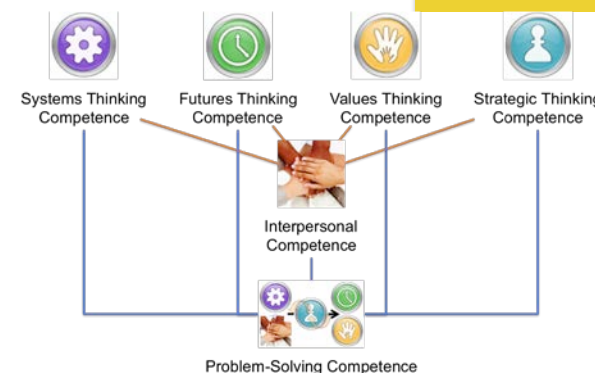 Systems Thinking
Competence
Futures Thinking
Competence
Values Thinking
Competence
Strategic Thinking
Competence
Interpersonal
Competence
Problem-Solving Competence